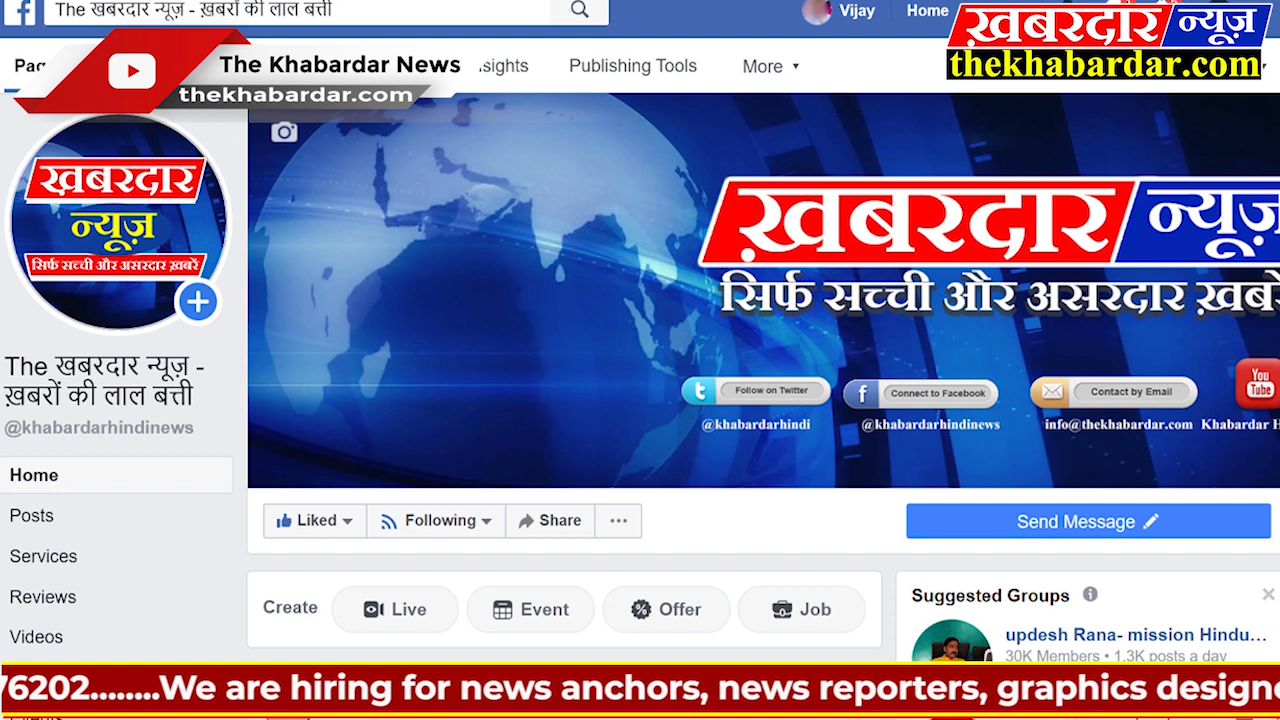 The खबरदार न्यूज़ - ख़बरों की लाल बत्ती
Vijay
Home
ख़बरदार न्यूज़
thekhabardar.com
The Khabardar News
thekhabardar.com
Publishing Tools
More
ख़बरदार
न्यूज़
सिर्फ सच्ची और असरदार ख़बरें
ख़बरदार न्यूज़
सिर्फ सच्ची और असरदार
Follow on Twitter
@khabardarhindi
Connect to Facebook
@khabardarhindinews
Contact by Email
info@thekhabardar.com
You
Tube
Khabardar
The खबरदार न्यूज़ -
ख़बरों की लाल बत्ती
@khabardarhindinews
Home
Posts
Services
Reviews
Videos
Liked
Following
Share
Send Message
Create
Live
Event
Offer
Job
Suggested Groups
updesh Rana- mission Hindu...
30K Members • 1.3K posts a day
76202........We are hiring for news anchors, news reporters, graphics